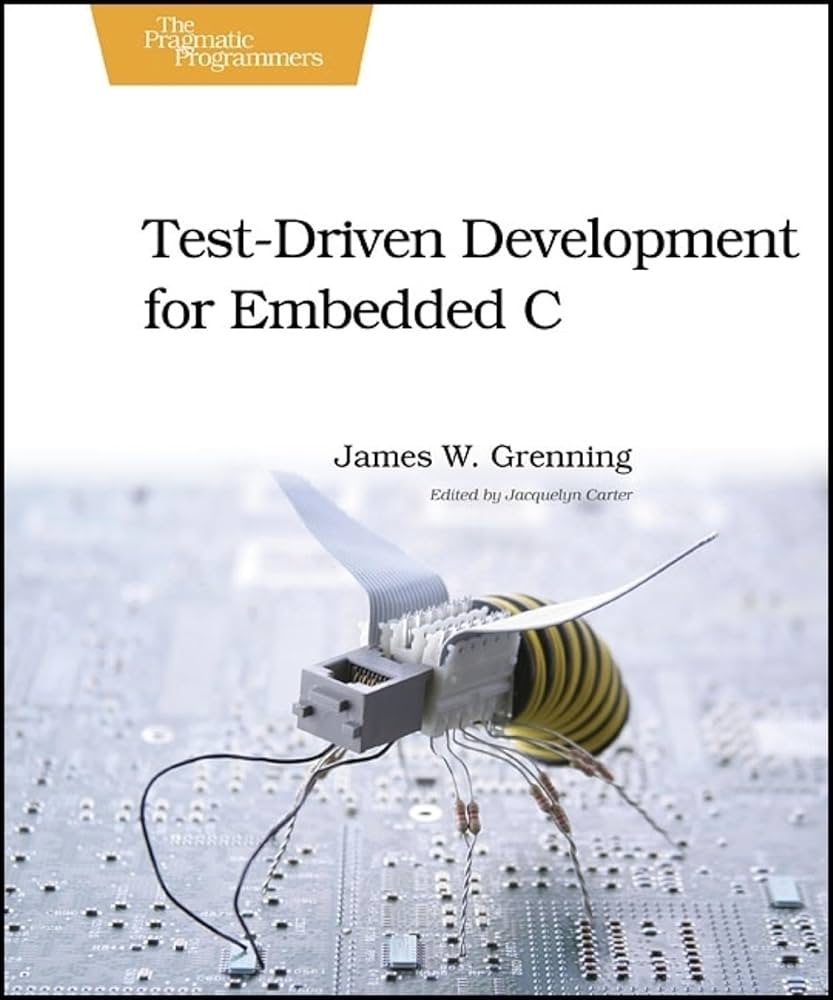 The
Pragmatic
Programmers
Test-Driven Development
for Embedded C
James W. Grenning
Edited by Jacquelyn Carter